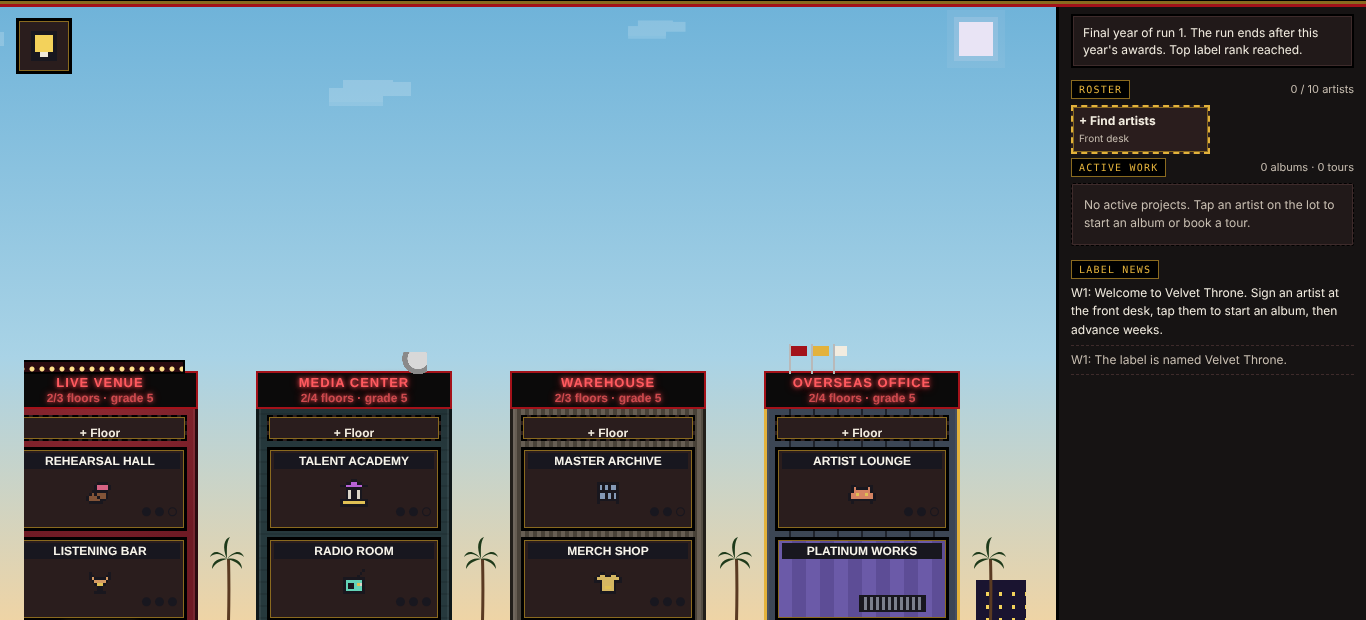 LIVE VENUE
2/3 floors · grade 5
+ Floor
REHEARSAL HALL
LISTENING BAR
MEDIA CENTER
2/4 floors · grade 5
+ Floor
TALENT ACADEMY
RADIO ROOM
WAREHOUSE
2/3 floors · grade 5
+ Floor
MASTER ARCHIVE
MERCH SHOP
OVERSEAS OFFICE
2/4 floors · grade 5
+ Floor
ARTIST LOUNGE
PLATINUM WORKS
Final year of run 1. The run ends after this
year's awards. Top label rank reached.
ROSTER
0 / 10 artists
+ Find artists
Front desk
ACTIVE WORK
0 albums · 0 tours
No active projects. Tap an artist on the lot to
start an album or book a tour.
LABEL NEWS
W1: Welcome to Velvet Throne. Sign an artist at
the front desk, tap them to start an album, then
advance weeks.
W1: The label is named Velvet Throne.